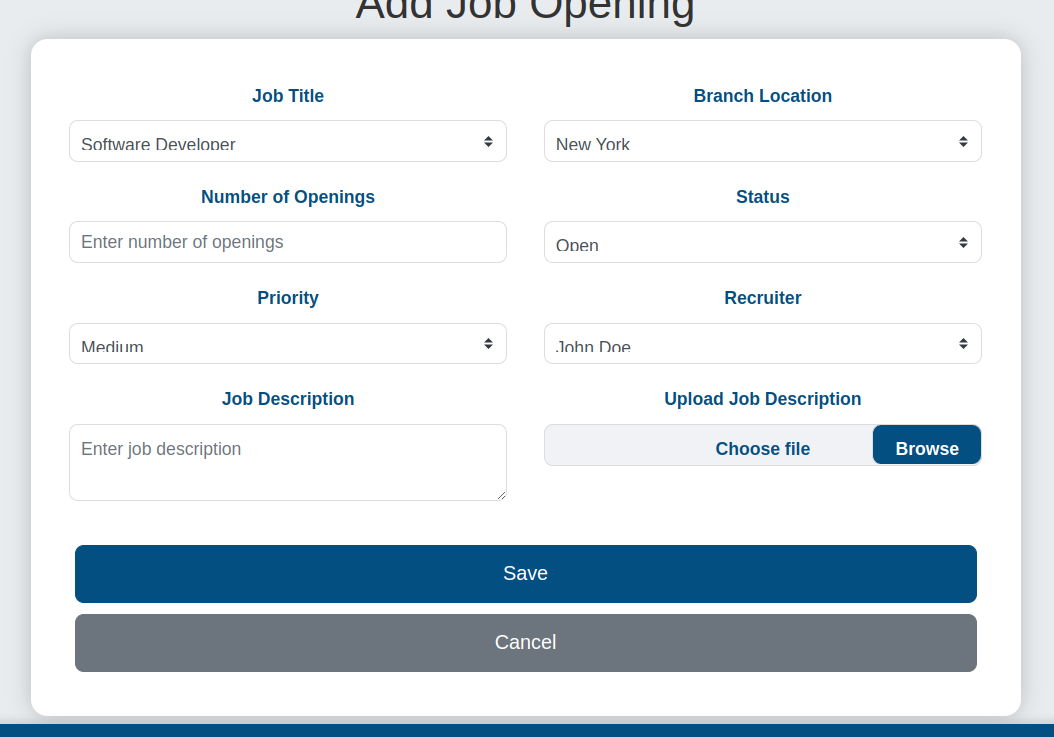 Add Job Opening
Job Title
Branch Location
Software Developer
New York
Number of Openings
Status
Enter number of openings
Open
Priority
Recruiter
Medium
John Doe
Job Description
Upload Job Description
Enter job description
Choose file
Browse
Save
Cancel